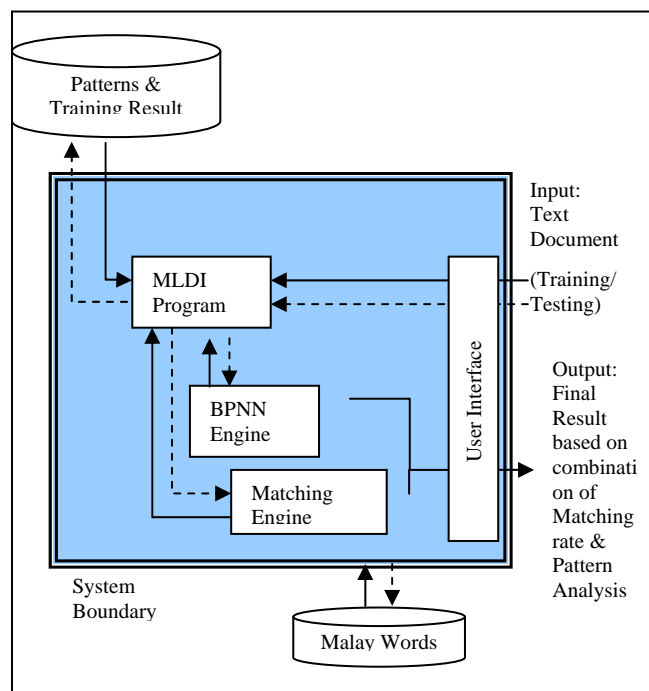 Patterns &
Training Result
Input:
Text
Document
(Training/
Testing)
MLDI
Program
BPNN
Engine
Matching
Engine
User Interface
Output:
Final
Result
based on
combinati
on of
Matching
rate &
Pattern
Analysis
System
Boundary
Malay Words